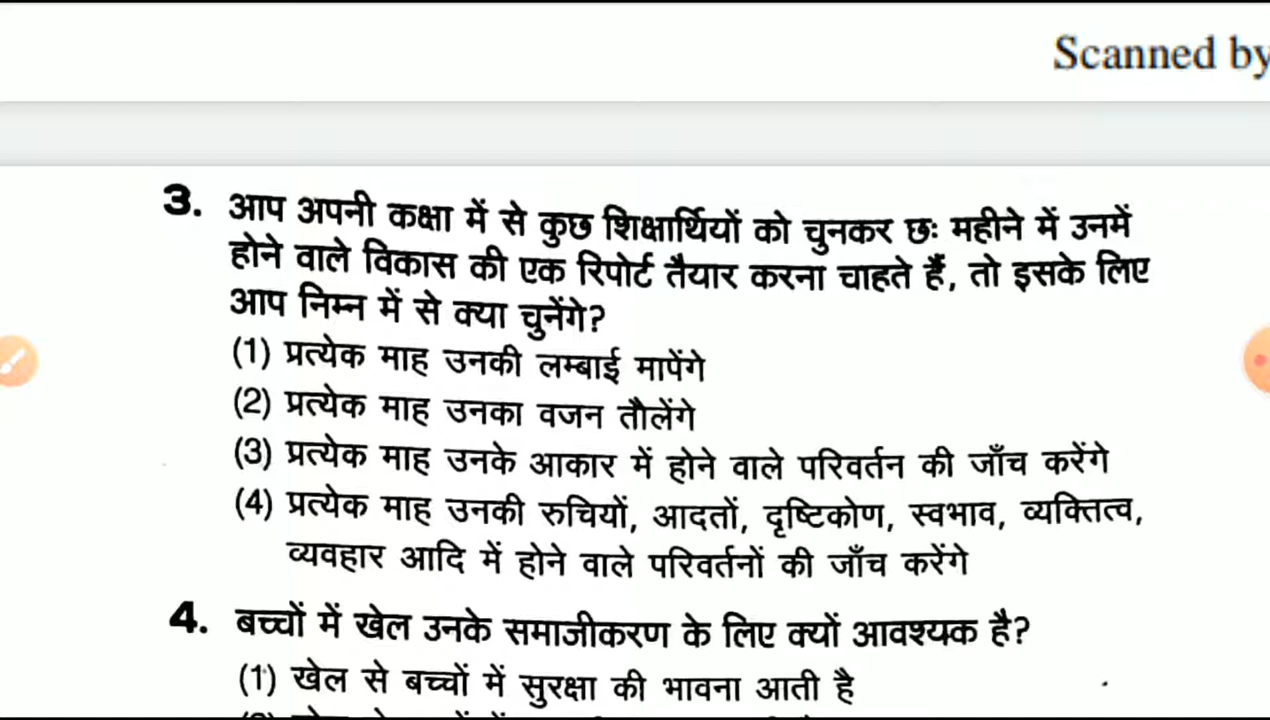 Scanned by
3. आप अपनी कक्षा में से कुछ शिक्षार्थियों को चुनकर छः महीने में उनमें
होने वाले विकास की एक रिपोर्ट तैयार करना चाहते हैं, तो इसके लिए
आप निम्न में से क्या चुनेंगे?
(1) प्रत्येक माह उनकी लम्बाई मापेंगे
(2) प्रत्येक माह उनका वजन तौलेंगे
(3) प्रत्येक माह उनके आकार में होने वाले परिवर्तन की जाँच करेंगे
(4) प्रत्येक माह उनकी रुचियों, आदतों, दृष्टिकोण, स्वभाव, व्यक्तित्व,
व्यवहार आदि में होने वाले परिवर्तनों की जाँच करेंगे
4. बच्चों में खेल उनके समाजीकरण के लिए क्यों आवश्यक है?
(1) खेल से बच्चों में सुरक्षा की भावना आती है